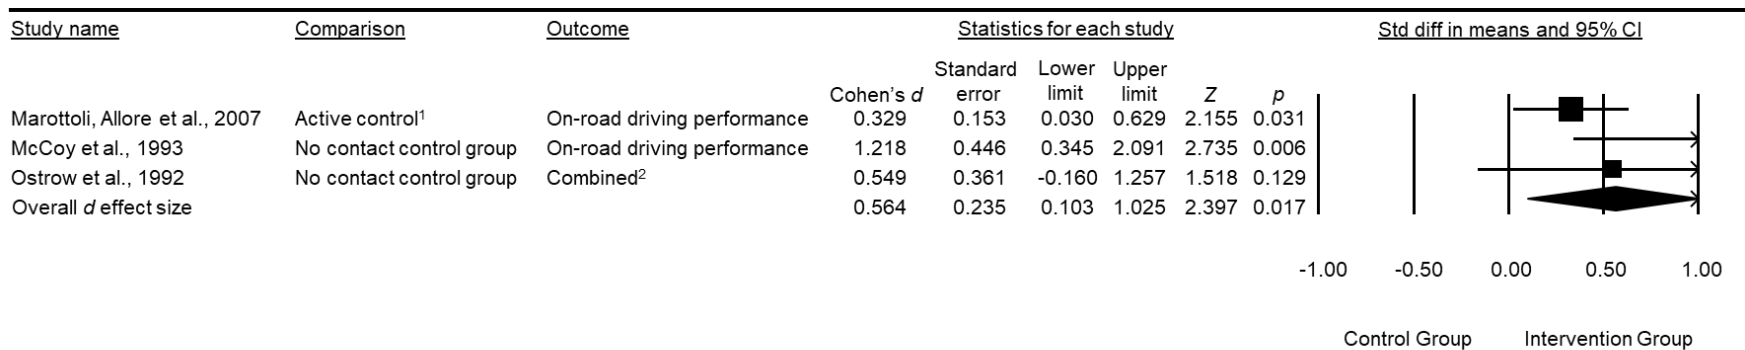 Study name Comparison Outcome Statistics for each study Std diff in means and 95% CI
Cohen's d Standard error Lower limit Upper limit Z p
Marottoli, Allore et al., 2007 Active control¹ On-road driving performance 0.329 0.153 0.030 0.629 2.155 0.031
McCoy et al., 1993 No contact control group On-road driving performance 1.218 0.446 0.345 2.091 2.735 0.006
Ostrow et al., 1992 No contact control group Combined² 0.549 0.361 -0.160 1.257 1.518 0.129
Overall d effect size 0.564 0.235 0.103 1.025 2.397 0.017
-1.00 -0.50 0.00 0.50 1.00
Control Group Intervention Group